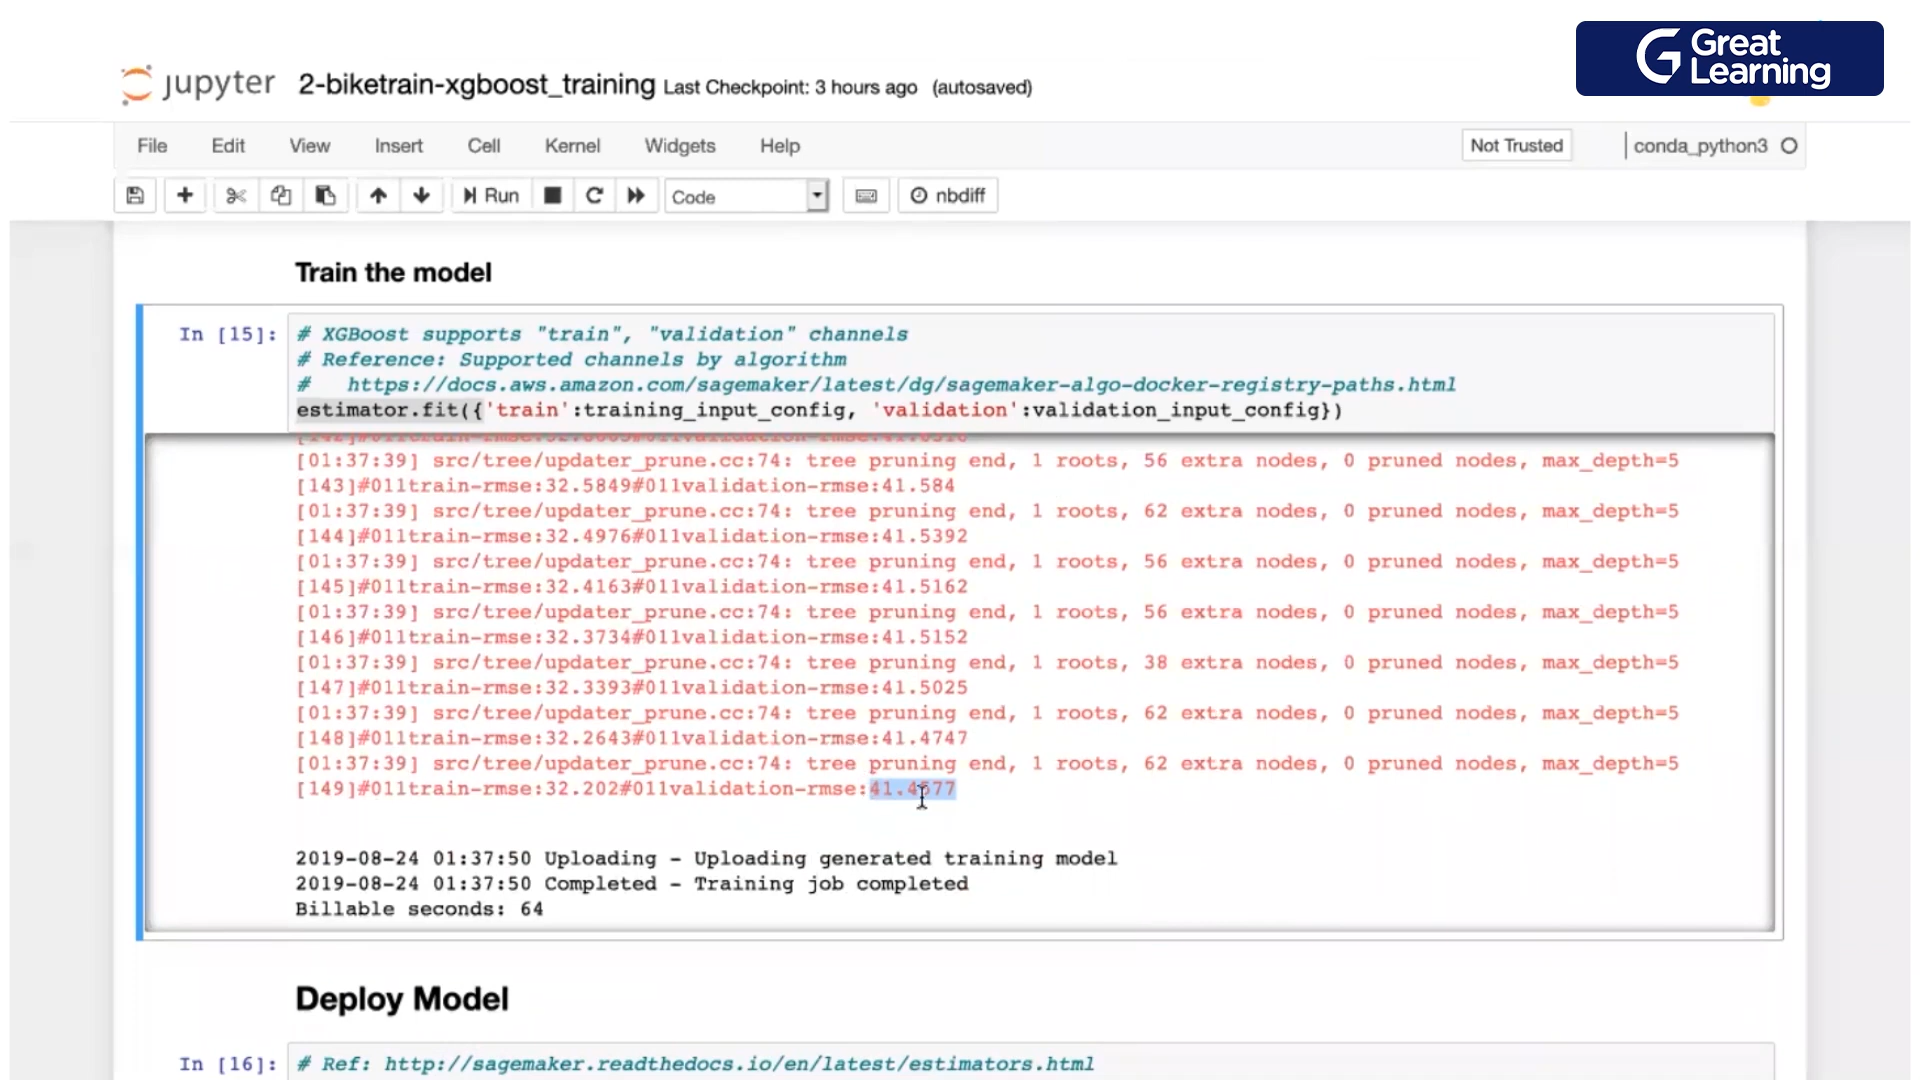 Great
Learning
jupyter 2-biketrain-xgboost_training Last Checkpoint: 3 hours ago (autosaved)
File Edit View Insert Cell Kernel Widgets Help Not Trusted conda_python3
Run Code nbdiff
Train the model
In [15]: # XGBoost supports "train", "validation" channels
# Reference: Supported channels by algorithm
# https://docs.aws.amazon.com/sagemaker/latest/dg/sagemaker-algo-docker-registry-paths.html
estimator.fit({'train':training_input_config, 'validation':validation_input_config})
[01:37:39] src/tree/updater_prune.cc:74: tree pruning end, 1 roots, 56 extra nodes, 0 pruned nodes, max_depth=5
[143]#011train-rmse:32.5849#011validation-rmse:41.584
[01:37:39] src/tree/updater_prune.cc:74: tree pruning end, 1 roots, 62 extra nodes, 0 pruned nodes, max_depth=5
[144]#011train-rmse:32.4976#011validation-rmse:41.5392
[01:37:39] src/tree/updater_prune.cc:74: tree pruning end, 1 roots, 56 extra nodes, 0 pruned nodes, max_depth=5
[145]#011train-rmse:32.4163#011validation-rmse:41.5162
[01:37:39] src/tree/updater_prune.cc:74: tree pruning end, 1 roots, 56 extra nodes, 0 pruned nodes, max_depth=5
[146]#011train-rmse:32.3734#011validation-rmse:41.5152
[01:37:39] src/tree/updater_prune.cc:74: tree pruning end, 1 roots, 38 extra nodes, 0 pruned nodes, max_depth=5
[147]#011train-rmse:32.3393#011validation-rmse:41.5025
[01:37:39] src/tree/updater_prune.cc:74: tree pruning end, 1 roots, 62 extra nodes, 0 pruned nodes, max_depth=5
[148]#011train-rmse:32.2643#011validation-rmse:41.4747
[01:37:39] src/tree/updater_prune.cc:74: tree pruning end, 1 roots, 62 extra nodes, 0 pruned nodes, max_depth=5
[149]#011train-rmse:32.202#011validation-rmse:
2019-08-24 01:37:50 Uploading - Uploading generated training model
2019-08-24 01:37:50 Completed - Training job completed
Billable seconds: 64
Deploy Model
In [16]: # Ref: http://sagemaker.readthedocs.io/en/latest/estimators.html